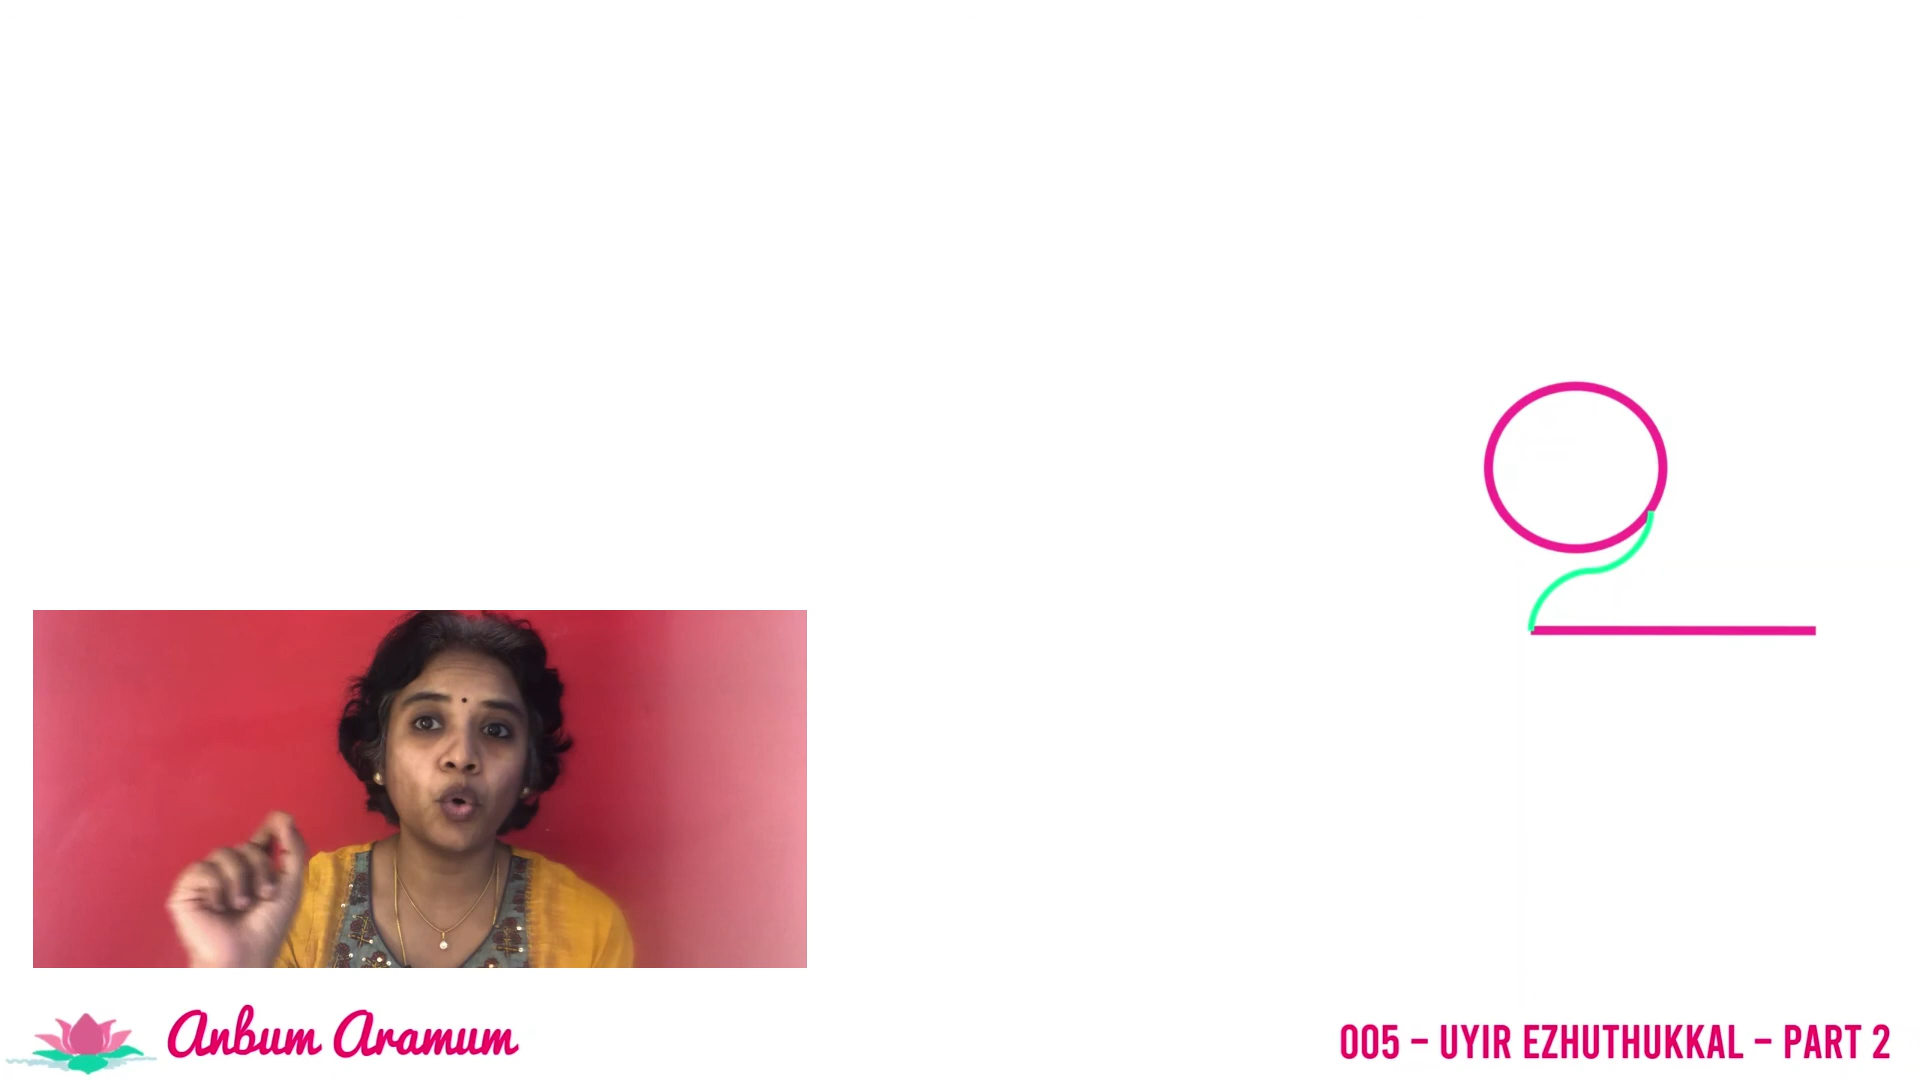 உ
Anbum Aramum
005 – UYIR EZHUTHUKKAL – PART 2